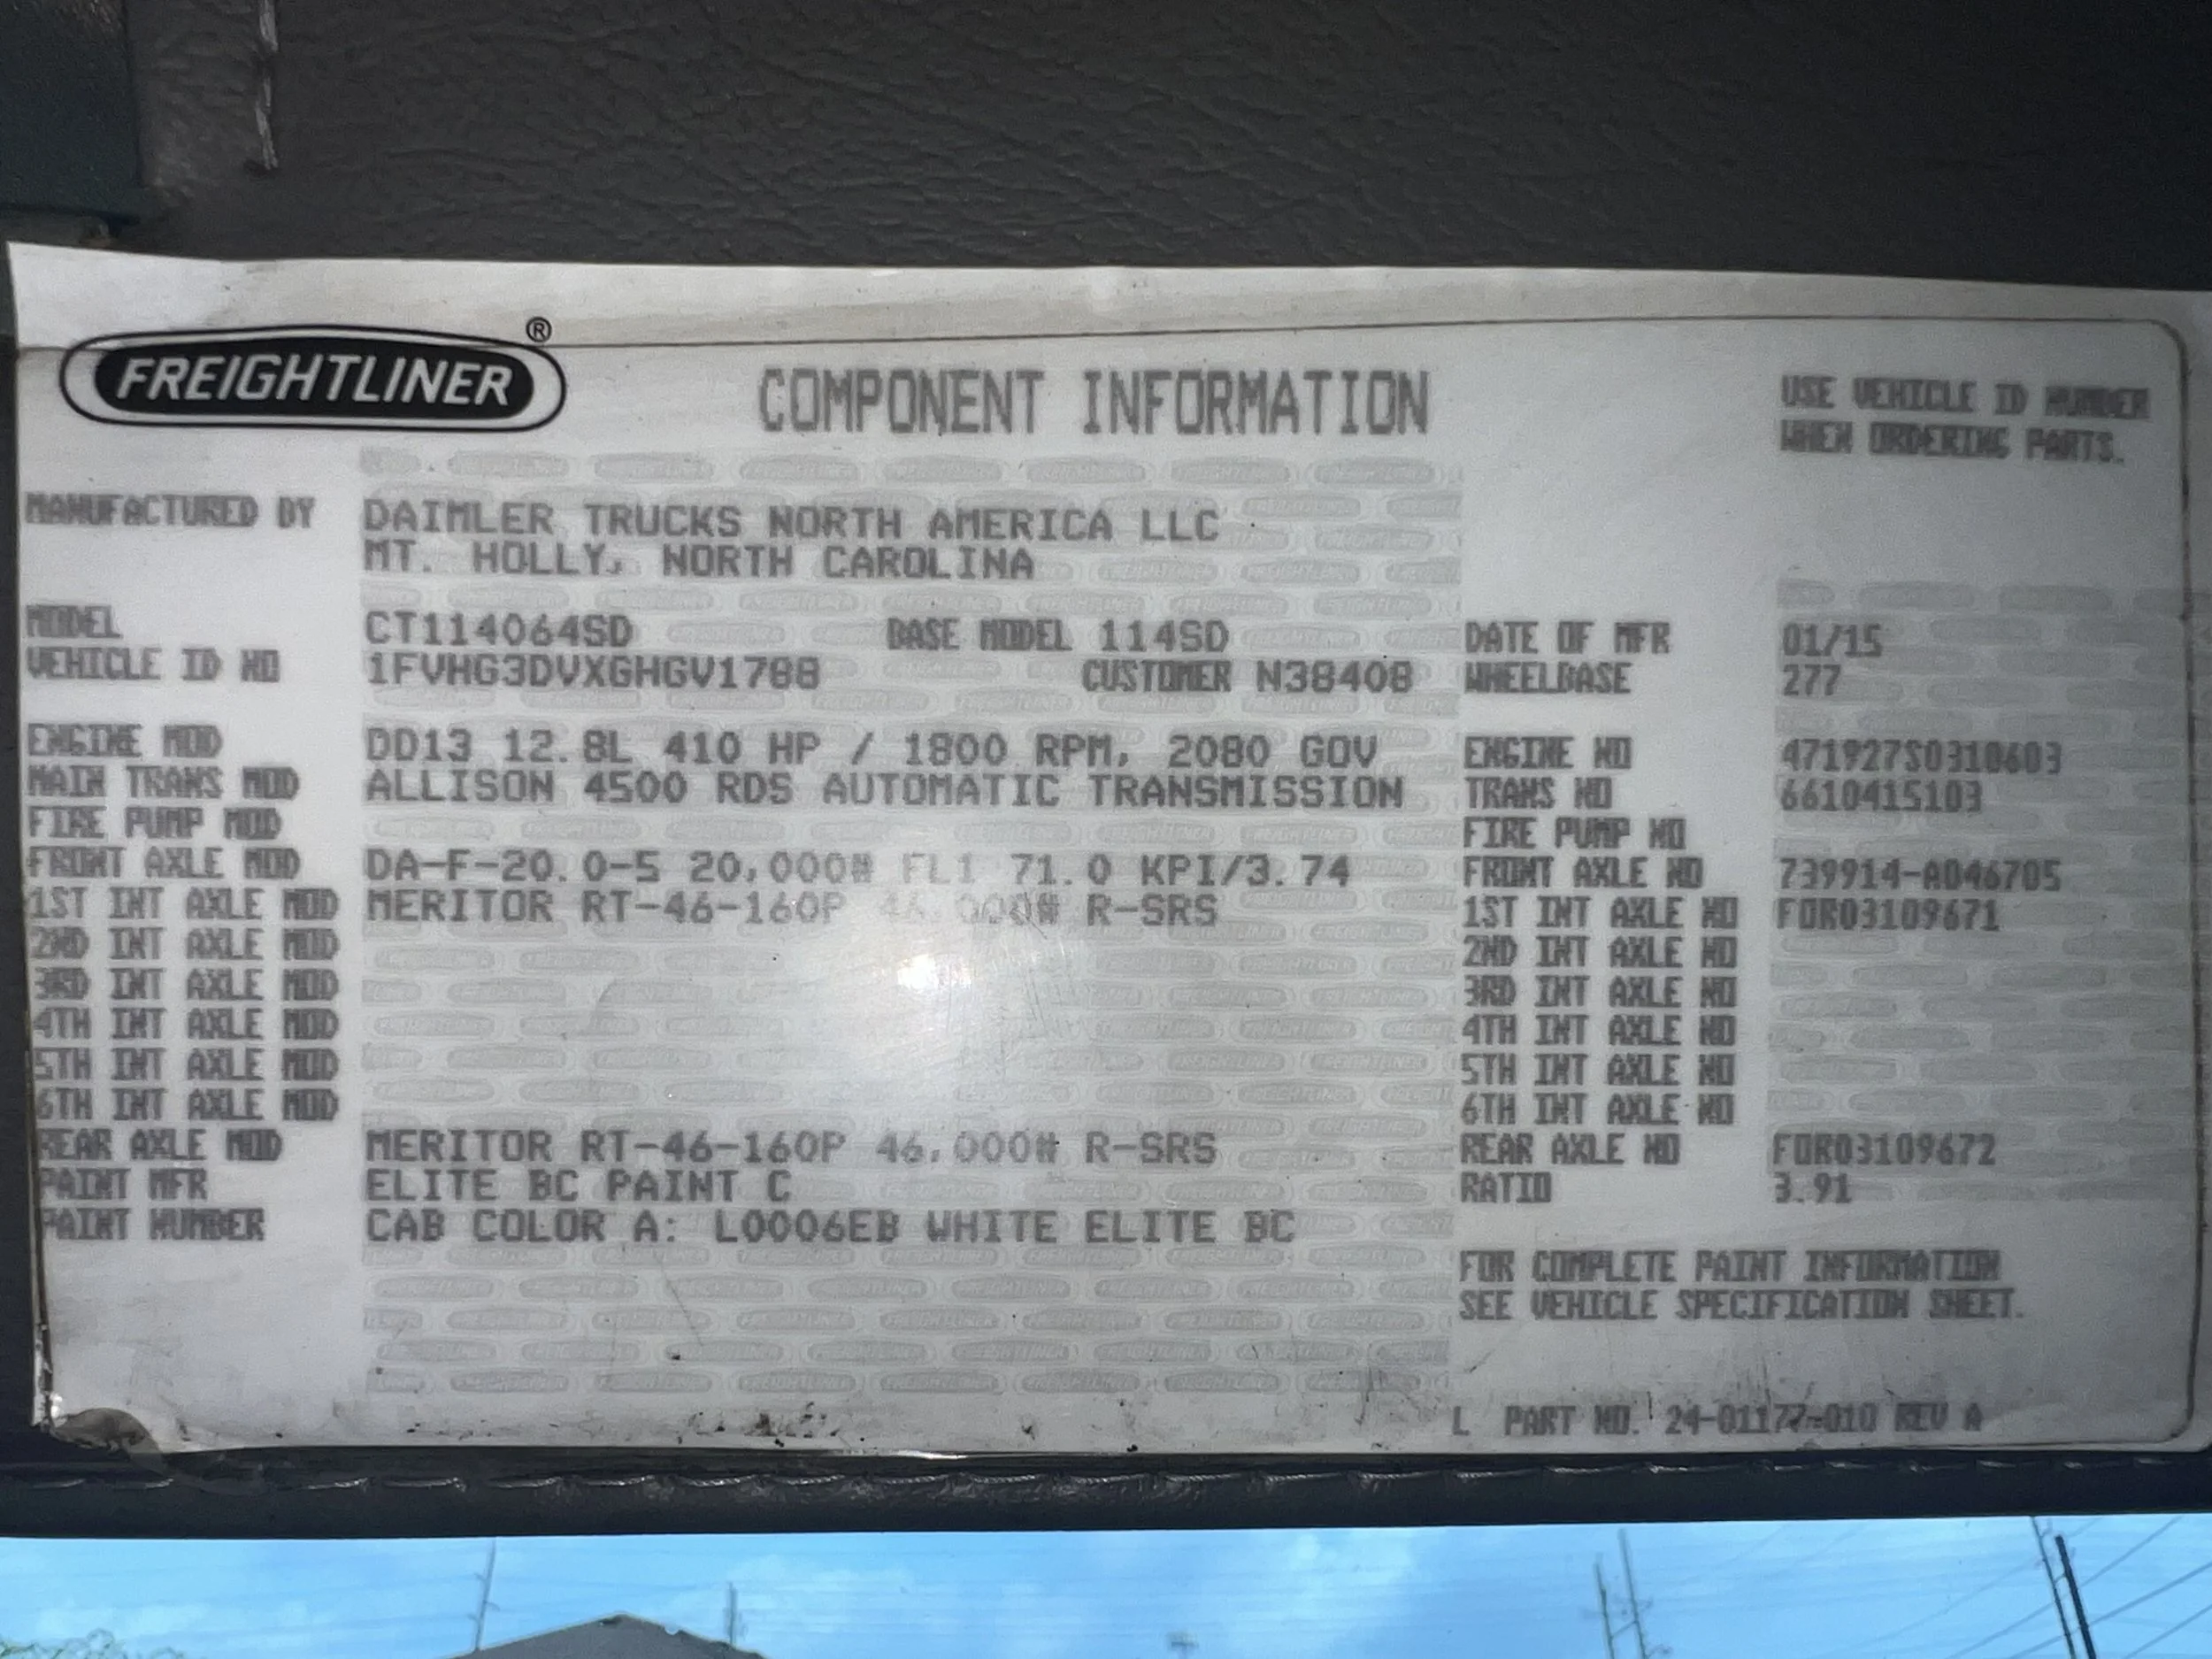 FREIGHTLINER ®
COMPONENT INFORMATION
USE VEHICLE ID NUMBER
WHEN ORDERING PARTS.
MANUFACTURED BY DAIMLER TRUCKS NORTH AMERICA LLC
MT. HOLLY, NORTH CAROLINA
MODEL CT114064SD BASE MODEL 114SD DATE OF MFR 01/15
VEHICLE ID NO 1FVHG3DVXGHGV1788 CUSTOMER N38408 WHEELBASE 277
ENGINE MOD DD13 12.8L 410 HP / 1800 RPM, 2080 GOV ENGINE NO 471927S0310603
MAIN TRANS MOD ALLISON 4500 RDS AUTOMATIC TRANSMISSION TRANS NO 6610415103
FIRE PUMP MOD FIRE PUMP NO
FRONT AXLE MOD DA-F-20.0-5 20,000# FL1 71.0 KPI/3.74 FRONT AXLE NO 739914-A046705
1ST INT AXLE MOD MERITOR RT-46-160P 46,000# R-SRS 1ST INT AXLE NO FOR03109671
2ND INT AXLE MOD 2ND INT AXLE NO
3RD INT AXLE MOD 3RD INT AXLE NO
4TH INT AXLE MOD 4TH INT AXLE NO
5TH INT AXLE MOD 5TH INT AXLE NO
6TH INT AXLE MOD 6TH INT AXLE NO
REAR AXLE MOD MERITOR RT-46-160P 46,000# R-SRS REAR AXLE NO FOR03109672
PAINT MFR ELITE BC PAINT C RATIO 3.91
PAINT NUMBER CAB COLOR A: L0006EB WHITE ELITE BC
FOR COMPLETE PAINT INFORMATION
SEE VEHICLE SPECIFICATION SHEET.
L PART NO. 24-01177-010 REV A